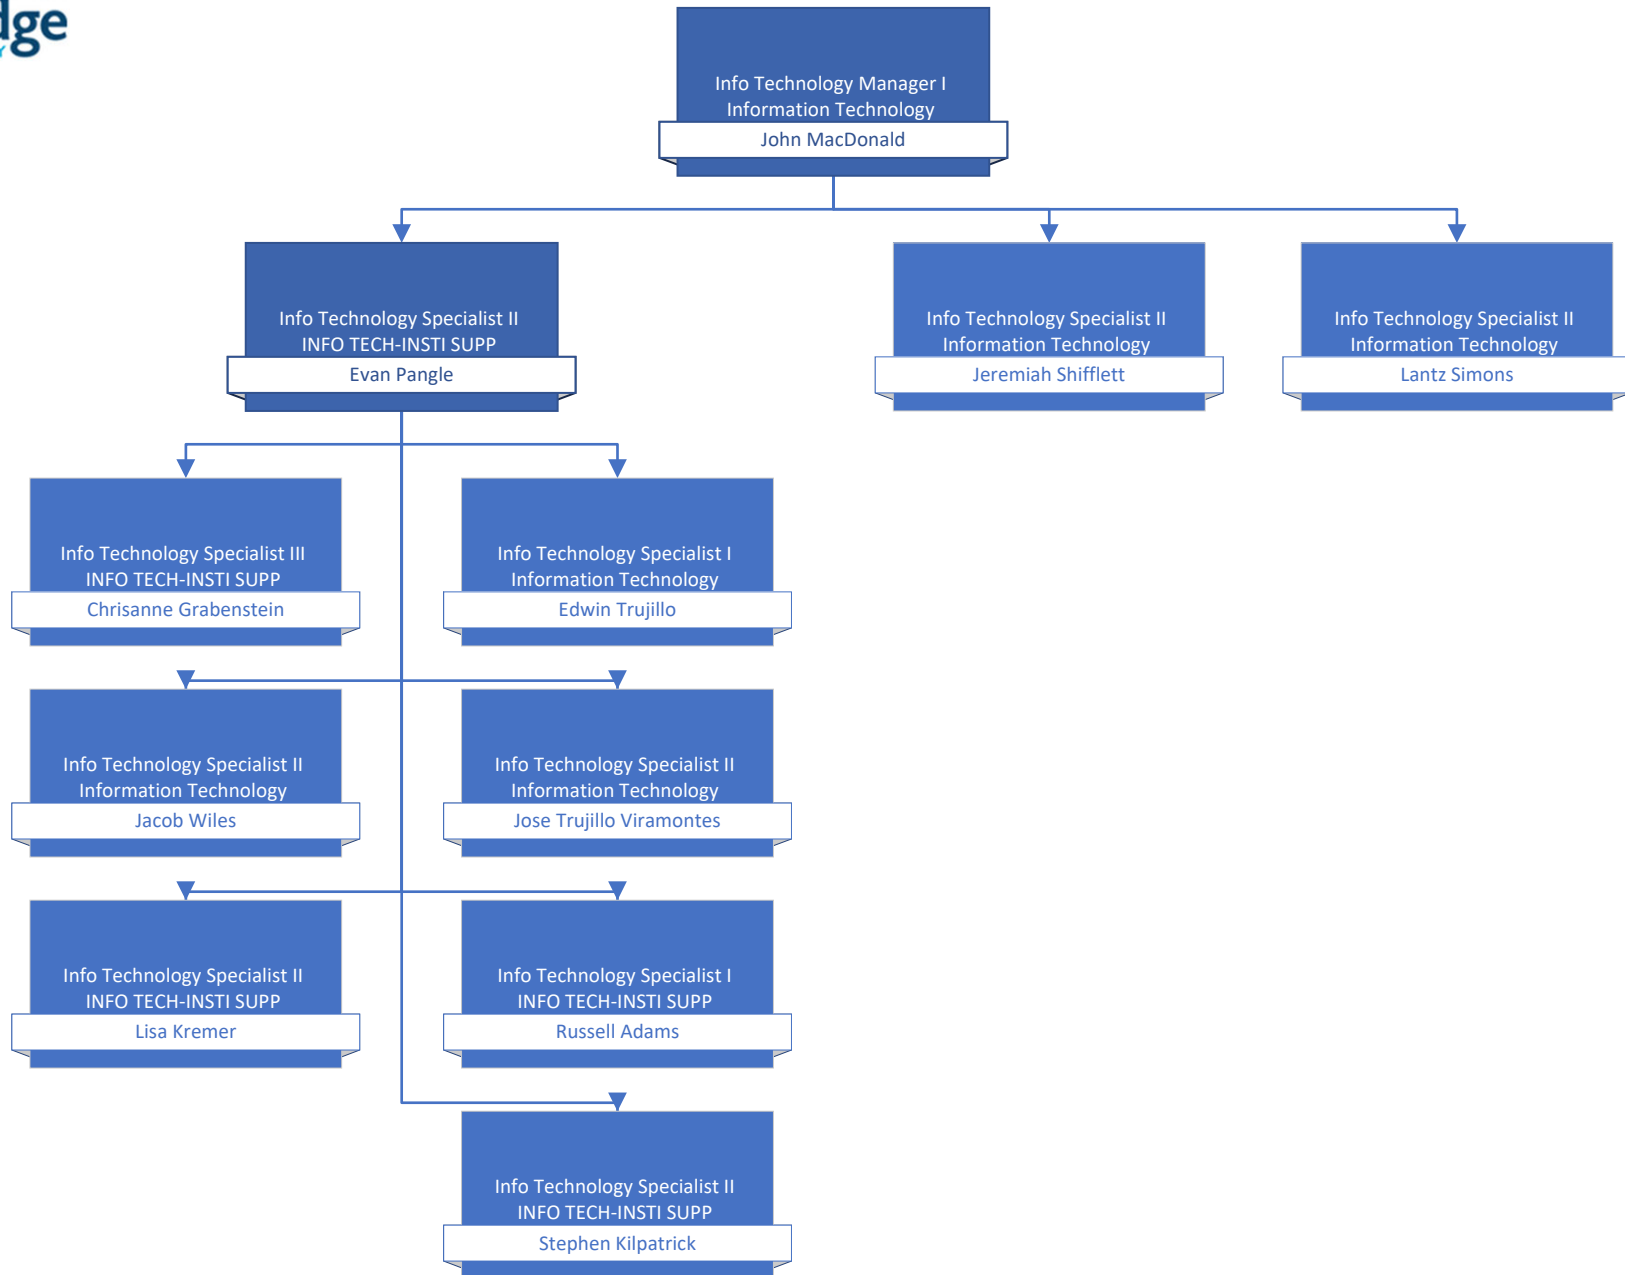 Info Technology Manager I
Information Technology
John MacDonald
Info Technology Specialist II
INFO TECH-INSTI SUPP
Evan Pangle
Info Technology Specialist II
Information Technology
Jeremiah Shifflett
Info Technology Specialist II
Information Technology
Lantz Simons
Info Technology Specialist III
INFO TECH-INSTI SUPP
Chrisanne Grabenstein
Info Technology Specialist I
Information Technology
Edwin Trujillo
Info Technology Specialist II
Information Technology
Jacob Wiles
Info Technology Specialist II
Information Technology
Jose Trujillo Viramontes
Info Technology Specialist II
INFO TECH-INSTI SUPP
Lisa Kremer
Info Technology Specialist I
INFO TECH-INSTI SUPP
Russell Adams
Info Technology Specialist II
INFO TECH-INSTI SUPP
Stephen Kilpatrick